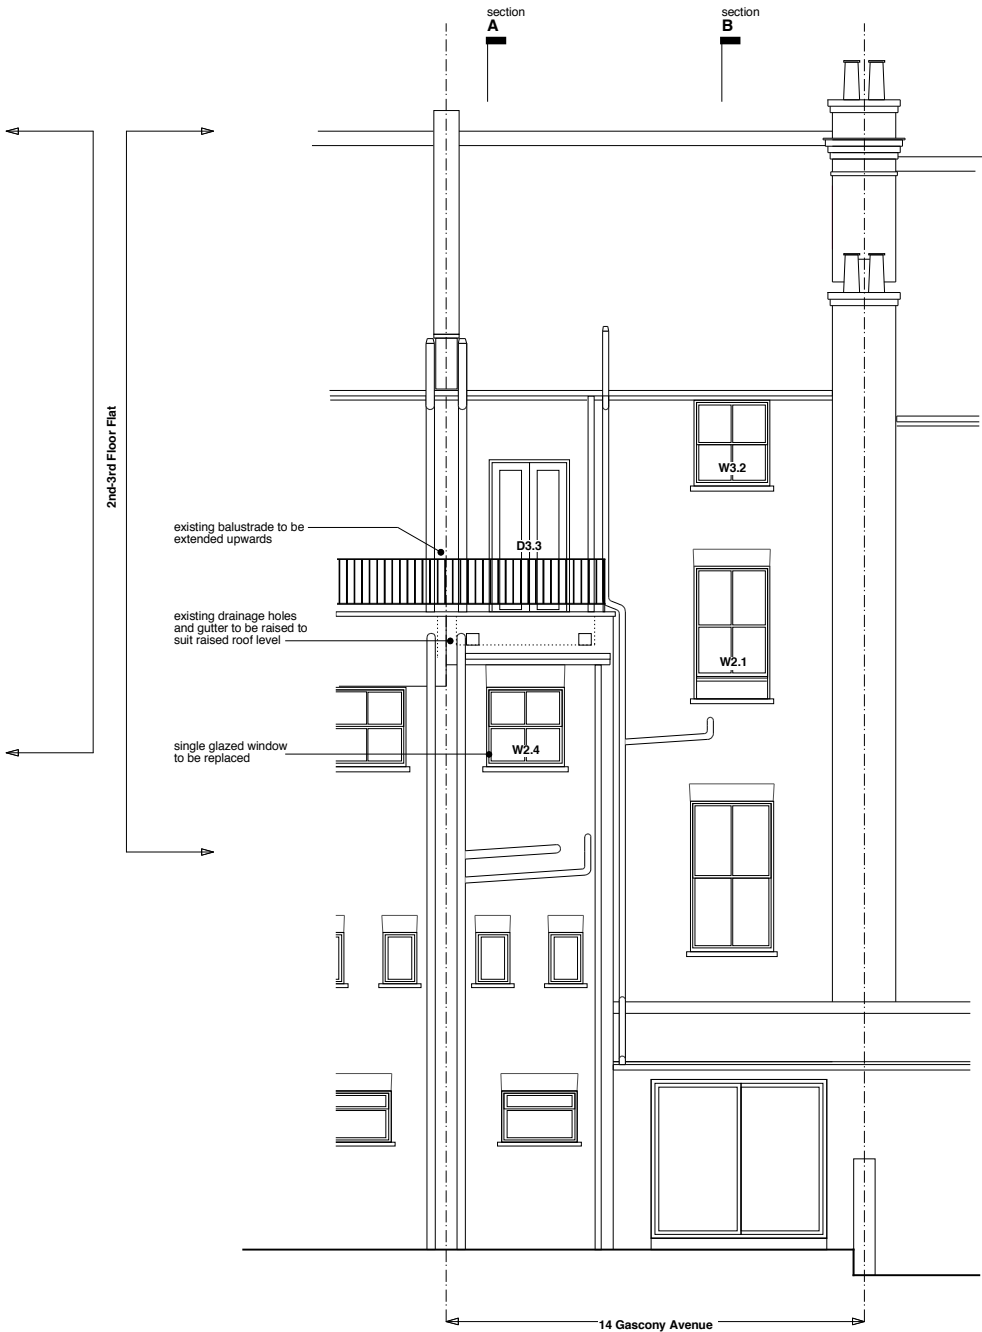 section
A
section
B
2nd-3rd Floor Flat
W3.2
existing balustrade to be
extended upwards
D3.3
existing drainage holes
and gutter to be raised to
suit raised roof level
W2.1
single glazed window
to be replaced
W2.4
14 Gascony Avenue